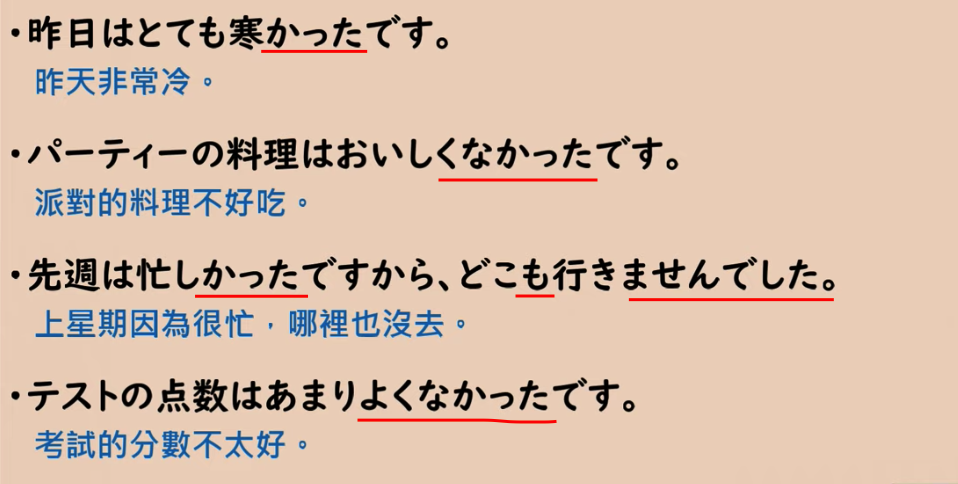 ・昨日はとても寒かったです。
昨天非常冷。
・パーティーの料理はおいしくなかったです。
派對的料理不好吃。
・先週は忙しかったですから、どこも行きませんでした。
上星期因為很忙，哪裡也沒去。
・テストの点数はあまりよくなかったです。
考試的分數不太好。